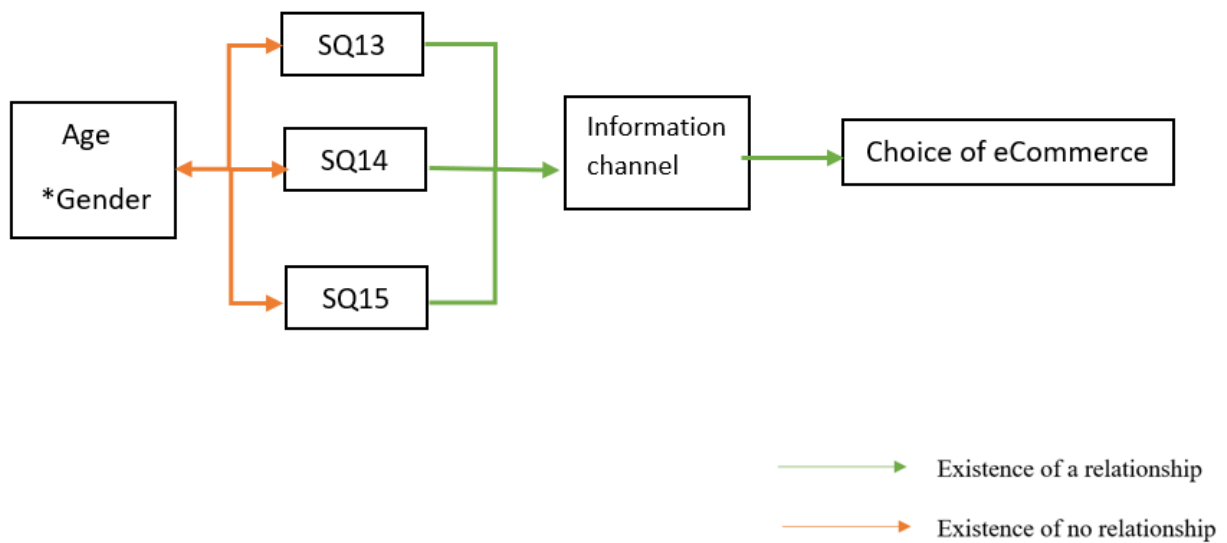 SQ13
Age
*Gender
SQ14
SQ15
Information
channel
Choice of eCommerce
Existence of a relationship
Existence of no relationship